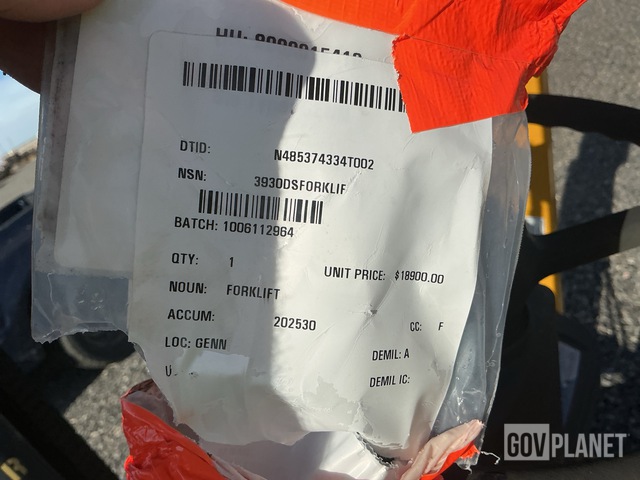 DTID: N485374334T002
NSN: 3930DSFORKLIF
BATCH: 1006112964
QTY: 1 UNIT PRICE: $18900.00
NOUN: FORKLIFT
ACCUM: 202530 CC: F
LOC: GENN DEMIL: A
DEMIL IC:
GOVPLANET